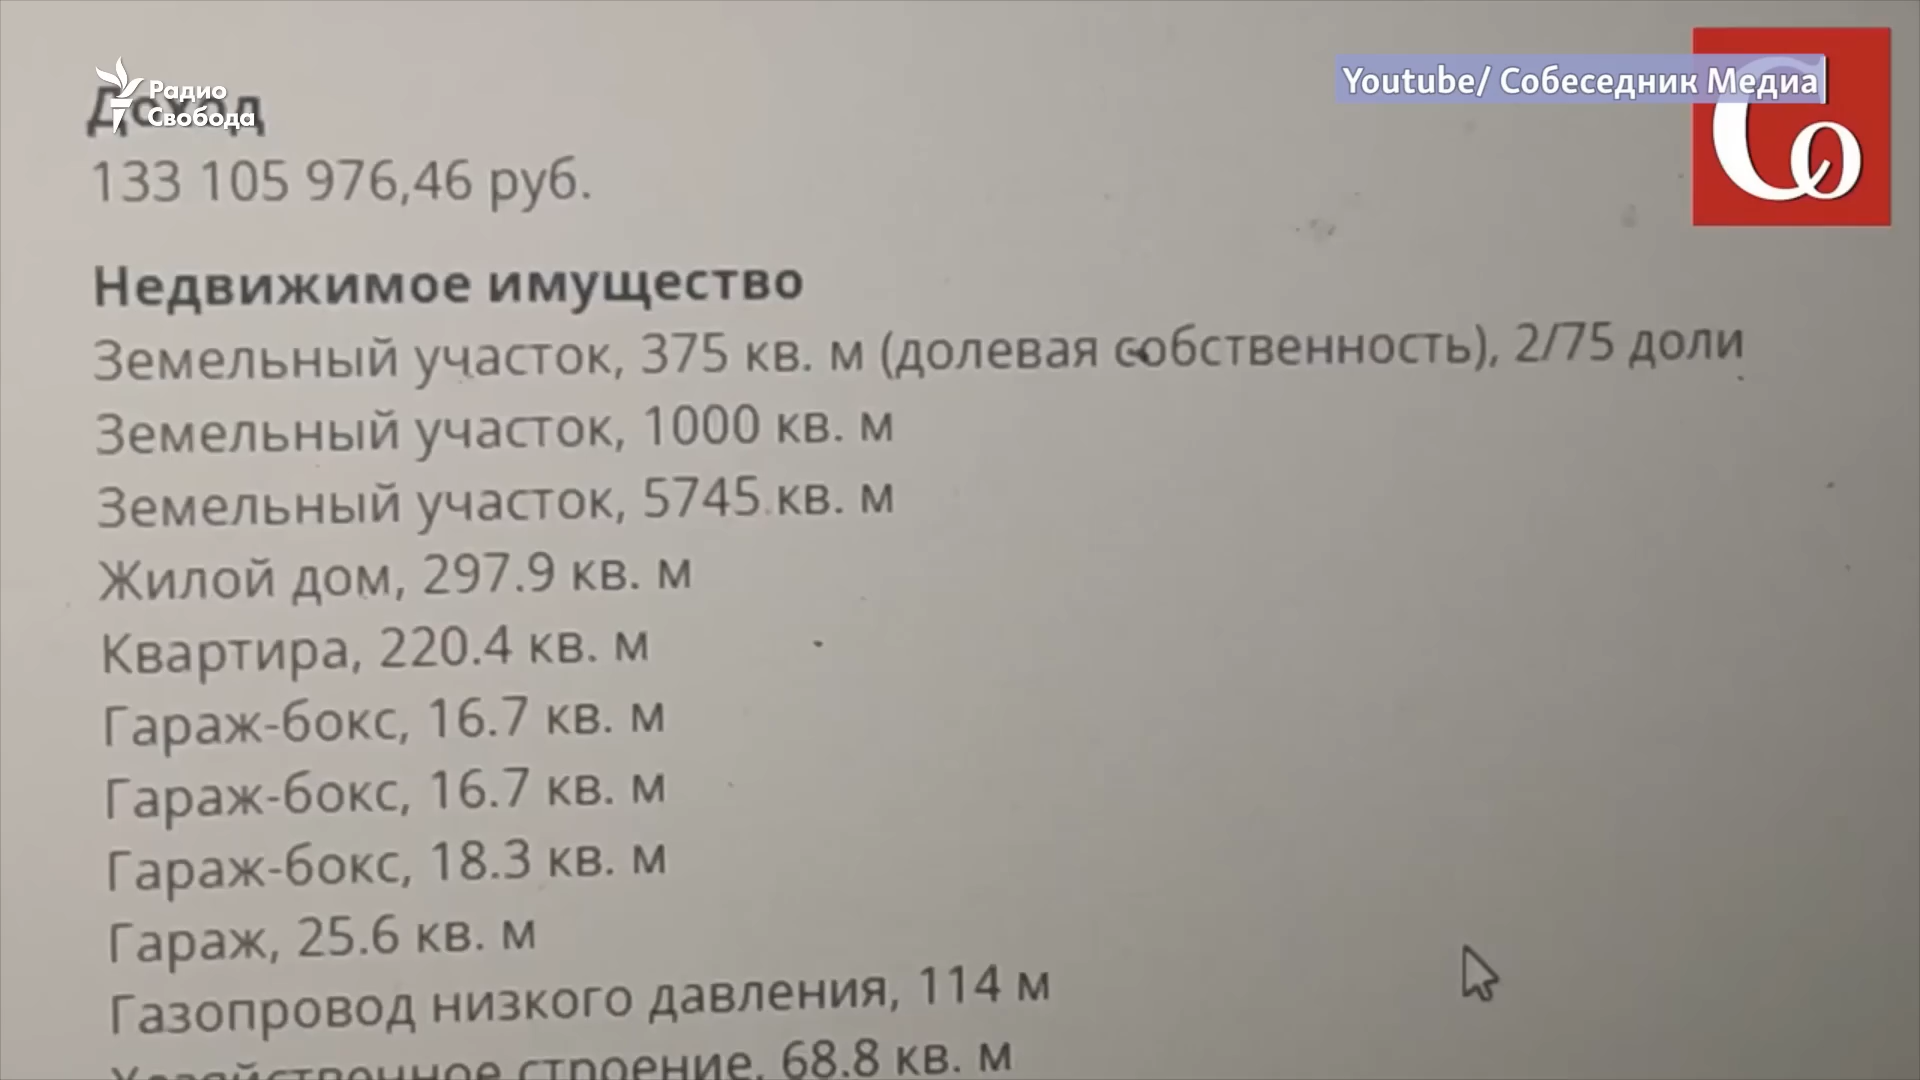 Радио
Свобода
Youtube/ Собеседник Медиа
Со
Доход
133 105 976,46 руб.
Недвижимое имущество
Земельный участок, 375 кв. м (долевая собственность), 2/75 доли
Земельный участок, 1000 кв. м
Земельный участок, 5745 кв. м
Жилой дом, 297.9 кв. м
Квартира, 220.4 кв. м
Гараж-бокс, 16.7 кв. м
Гараж-бокс, 16.7 кв. м
Гараж-бокс, 18.3 кв. м
Гараж, 25.6 кв. м
Газопровод низкого давления, 114 м
Хозяйственное строение, 68.8 кв. м